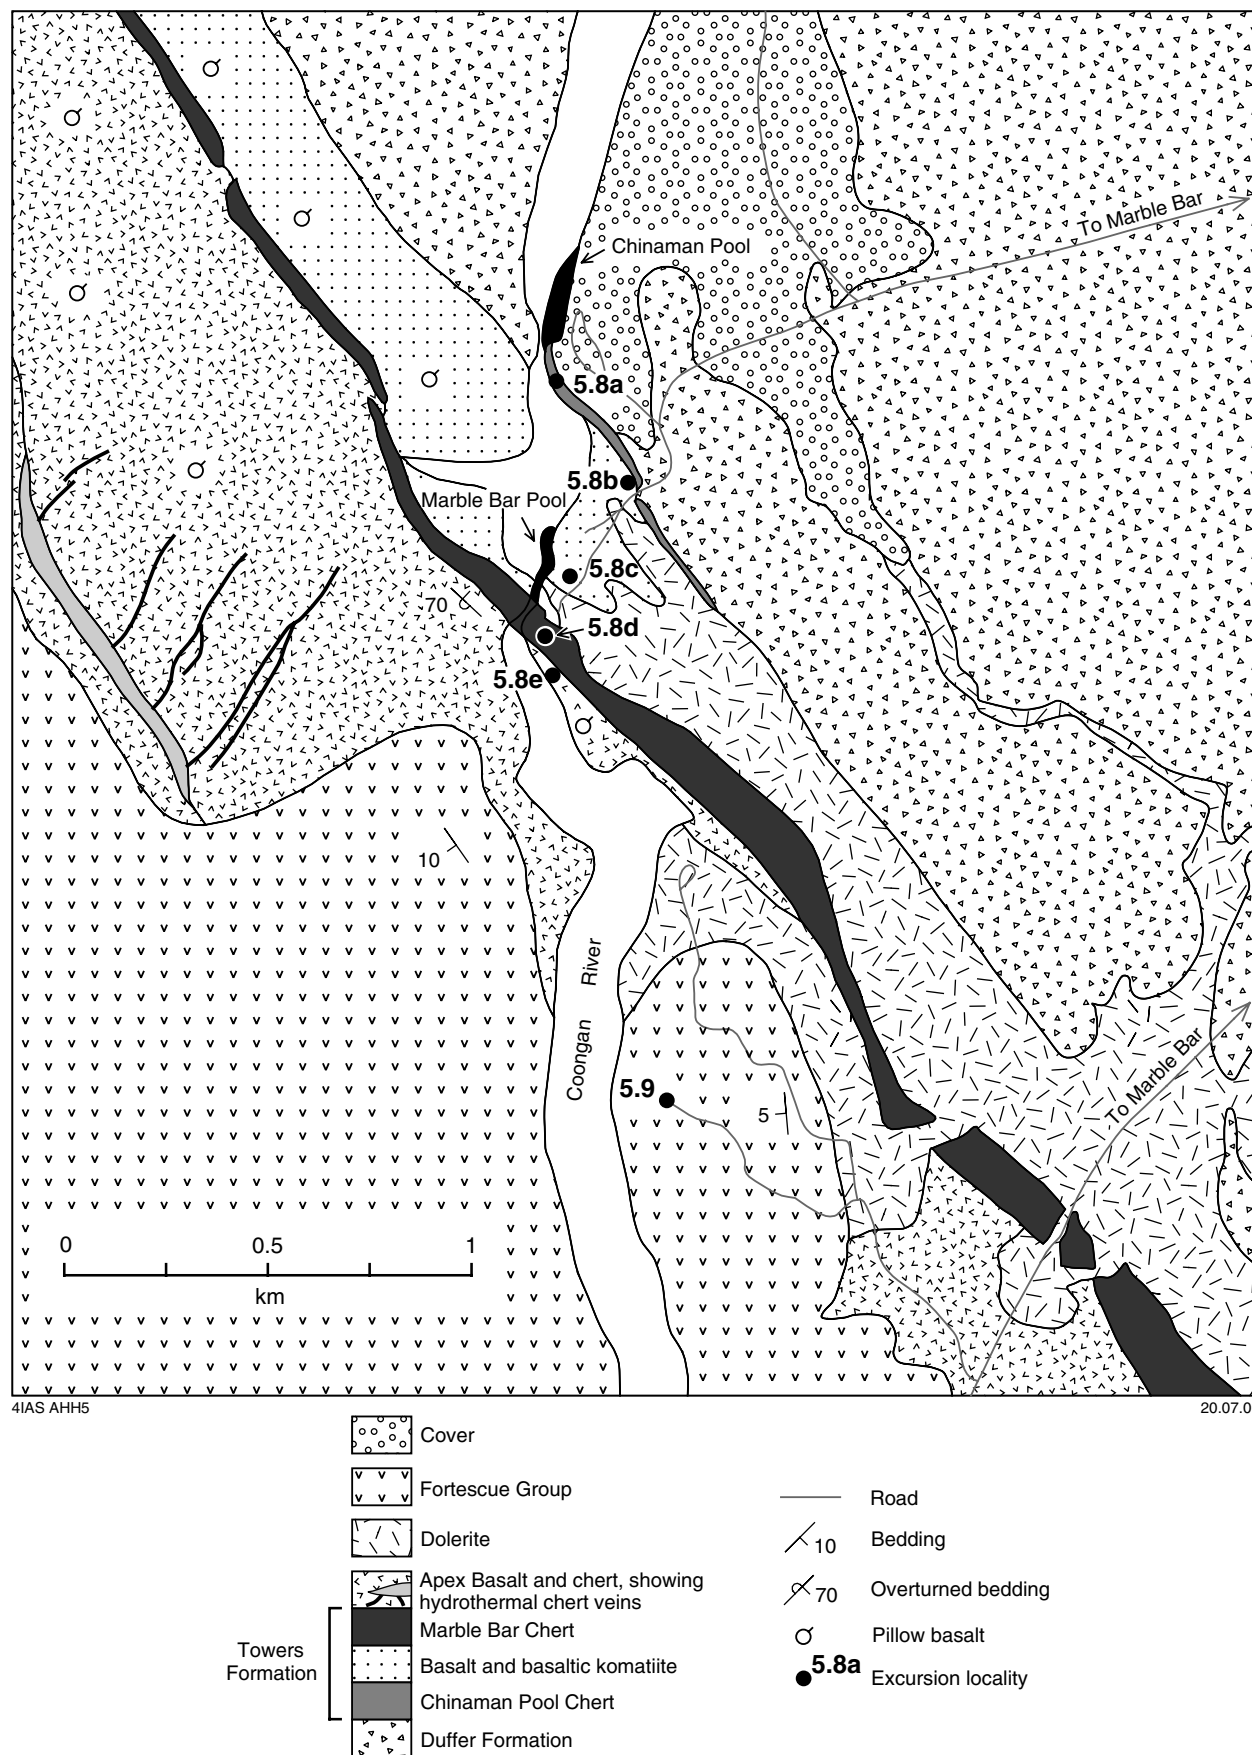 To Marble Bar
Chinaman Pool
5.8a
5.8b
Marble Bar Pool
5.8c
70
5.8d
5.8e
10
Coongan River
To Marble Bar
5.9
5
0 0.5 1
km
4IAS AHH5
20.07.0
Cover
Fortescue Group
Dolerite
Apex Basalt and chert, showing
hydrothermal chert veins
Marble Bar Chert
Basalt and basaltic komatiite
Chinaman Pool Chert
Duffer Formation
Towers
Formation
Road
10 Bedding
70 Overturned bedding
Pillow basalt
5.8a
Excursion locality